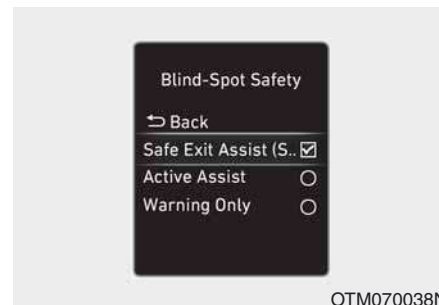 Blind-Spot Safety
Back
Safe Exit Assist (S..
Active Assist
Warning Only
OTM070038N